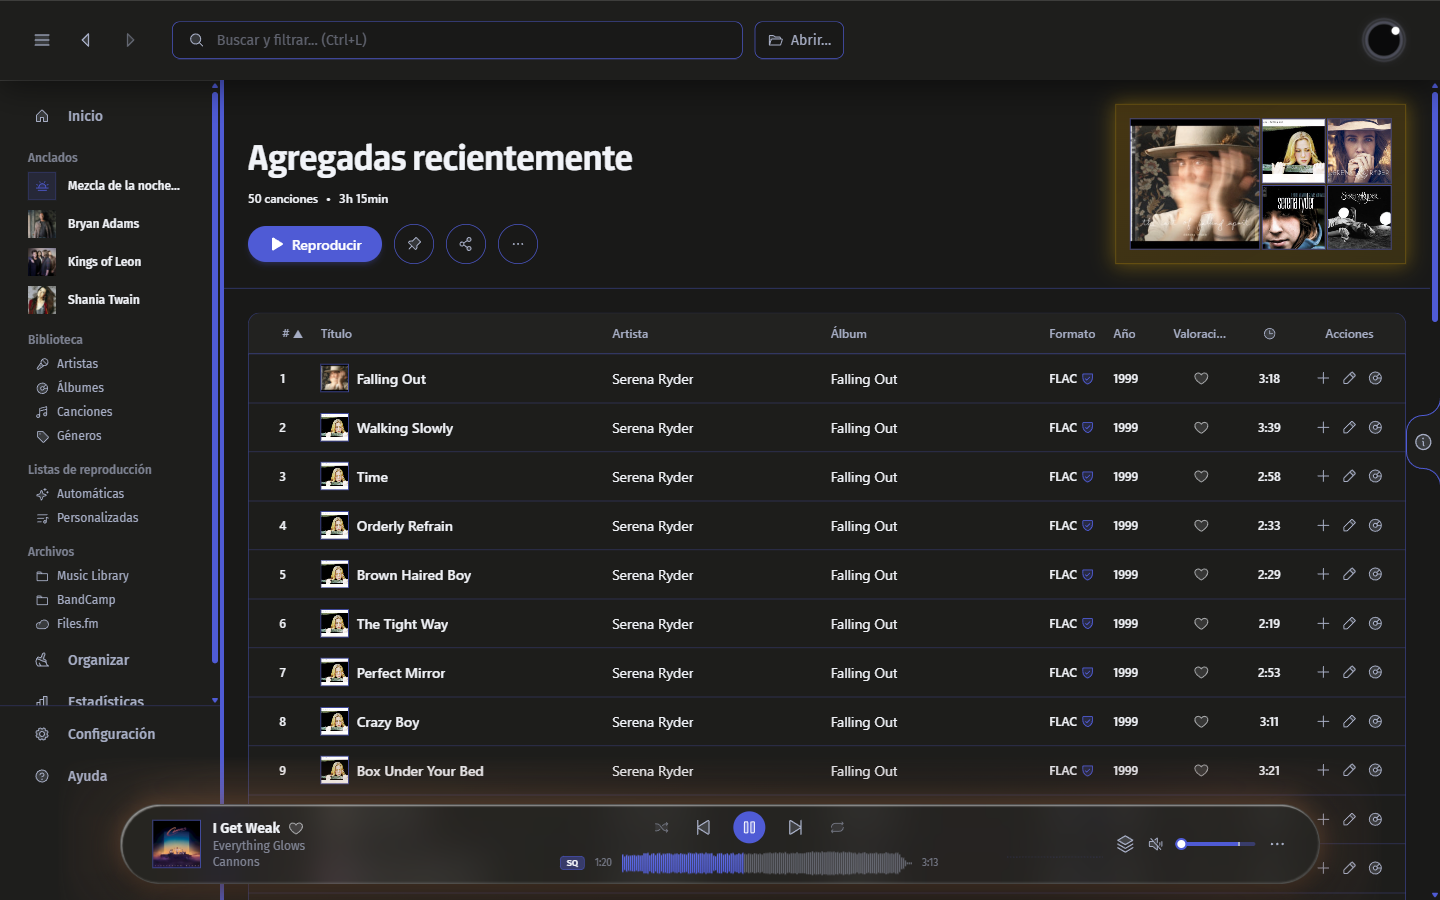 Buscar y filtrar... (Ctrl+L)
Abrir...
Inicio
Anclados
Mezcla de la noche...
Bryan Adams
Kings of Leon
Shania Twain
Biblioteca
Artistas
Álbumes
Canciones
Géneros
Listas de reproducción
Automáticas
Personalizadas
Archivos
Music Library
BandCamp
Files.fm
Organizar
Estadísticas
Configuración
Ayuda
Agregadas recientemente
50 canciones • 3h 15min
Reproducir
# Título Artista Álbum Formato Año Valoraci... Acciones
1 Falling Out Serena Ryder Falling Out FLAC 1999 3:18
2 Walking Slowly Serena Ryder Falling Out FLAC 1999 3:39
3 Time Serena Ryder Falling Out FLAC 1999 2:58
4 Orderly Refrain Serena Ryder Falling Out FLAC 1999 2:33
5 Brown Haired Boy Serena Ryder Falling Out FLAC 1999 2:29
6 The Tight Way Serena Ryder Falling Out FLAC 1999 2:19
7 Perfect Mirror Serena Ryder Falling Out FLAC 1999 2:53
8 Crazy Boy Serena Ryder Falling Out FLAC 1999 3:11
9 Box Under Your Bed Serena Ryder Falling Out FLAC 1999 3:21
I Get Weak
Everything Glows
Cannons
SQ 1:20 3:13